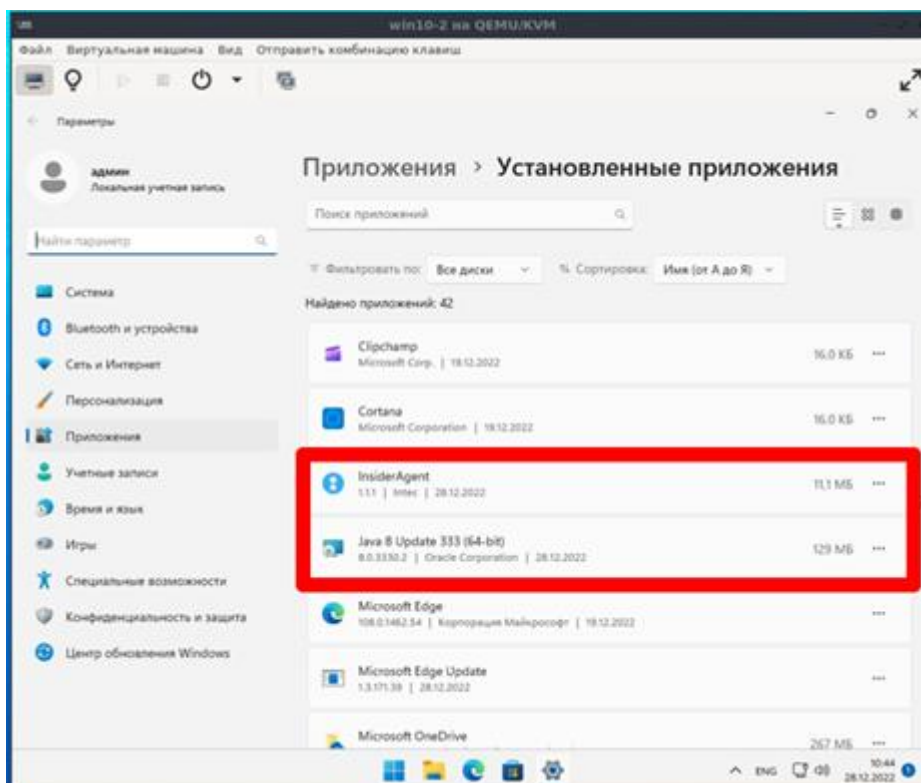 win10-2 на QEMU/KVM
Файл Виртуальная машина Вид Отправить комбинацию клавиш
Параметры
админ
Локальная учетная запись
Найти параметр
Система
Bluetooth и устройства
Сеть и Интернет
Персонализация
Приложения
Учетные записи
Время и язык
Игры
Специальные возможности
Конфиденциальность и защита
Центр обновления Windows
Приложения > Установленные приложения
Поиск приложений
Фильтровать по: Все диски
Сортировка: Имя (от А до Я)
Найдено приложений: 42
Clipchamp
Microsoft Corp. | 19.12.2022
16.0 КБ
Cortana
Microsoft Corporation | 19.12.2022
16.0 КБ
InsiderAgent
1.1.1 | Intec | 28.12.2022
11,1 МБ
Java 8 Update 333 (64-bit)
8.0.3330.2 | Oracle Corporation | 28.12.2022
129 МБ
Microsoft Edge
108.0.1462.54 | Корпорация Майкрософт | 19.12.2022
Microsoft Edge Update
1.3.171.39 | 28.12.2022
Microsoft OneDrive
267 МБ
ENG
10:44
28.12.2022